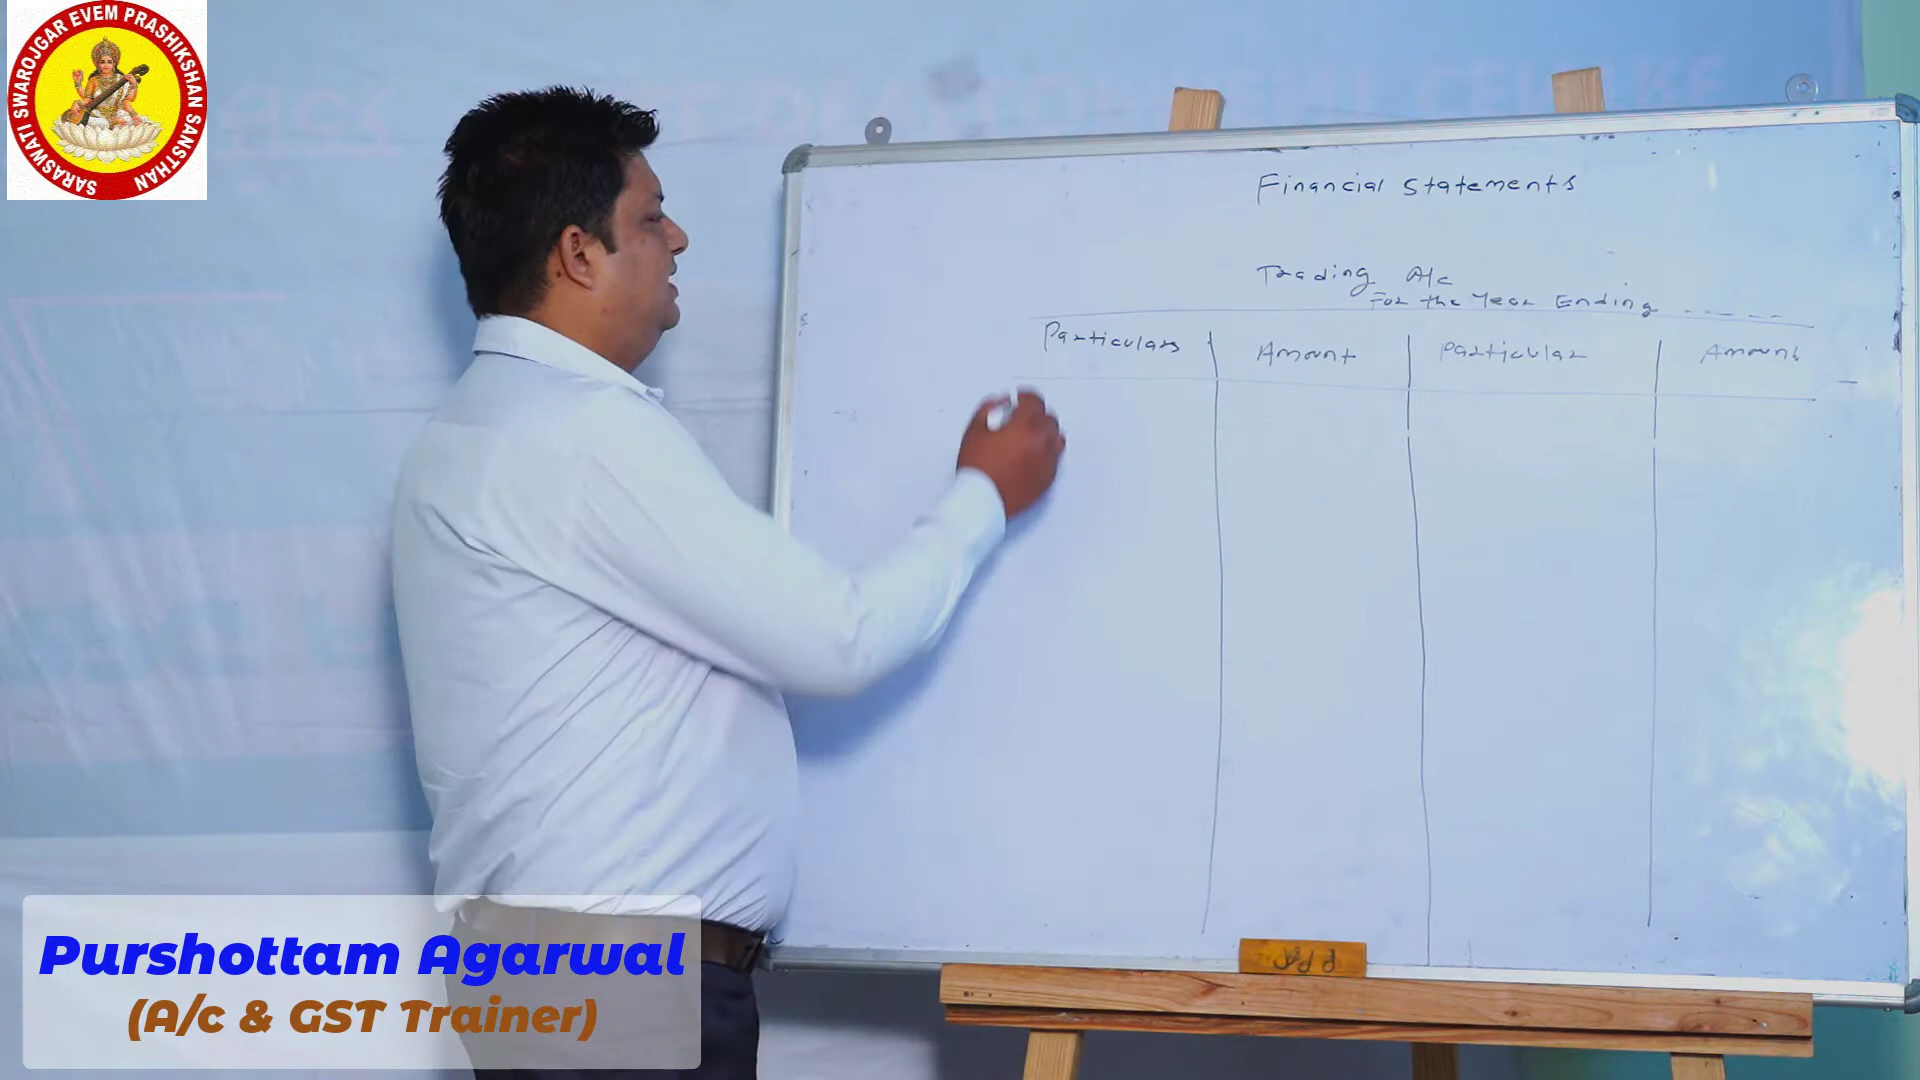 SARASWATI SWAROJGAR EVEM PRASHIKSHAN SANSTHAN
Financial Statements
Trading A/c
For the Year Ending -----
Particulars Amount Particular Amount
Purshottam Agarwal
(A/c & GST Trainer)